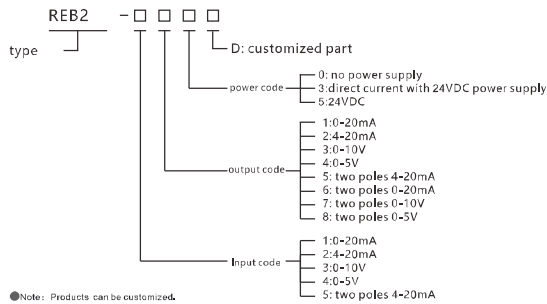 REB2 -□ □ □ □
type
D: customized part
power code
0: no power supply
3:direct current with 24VDC power supply
5:24VDC
output code
1:0-20mA
2:4-20mA
3:0-10V
4:0-5V
5: two poles 4-20mA
6: two poles 0-20mA
7: two poles 0-10V
8: two poles 0-5V
Input code
1:0-20mA
2:4-20mA
3:0-10V
4:0-5V
5: two poles 4-20mA
●Note: Products can be customized.